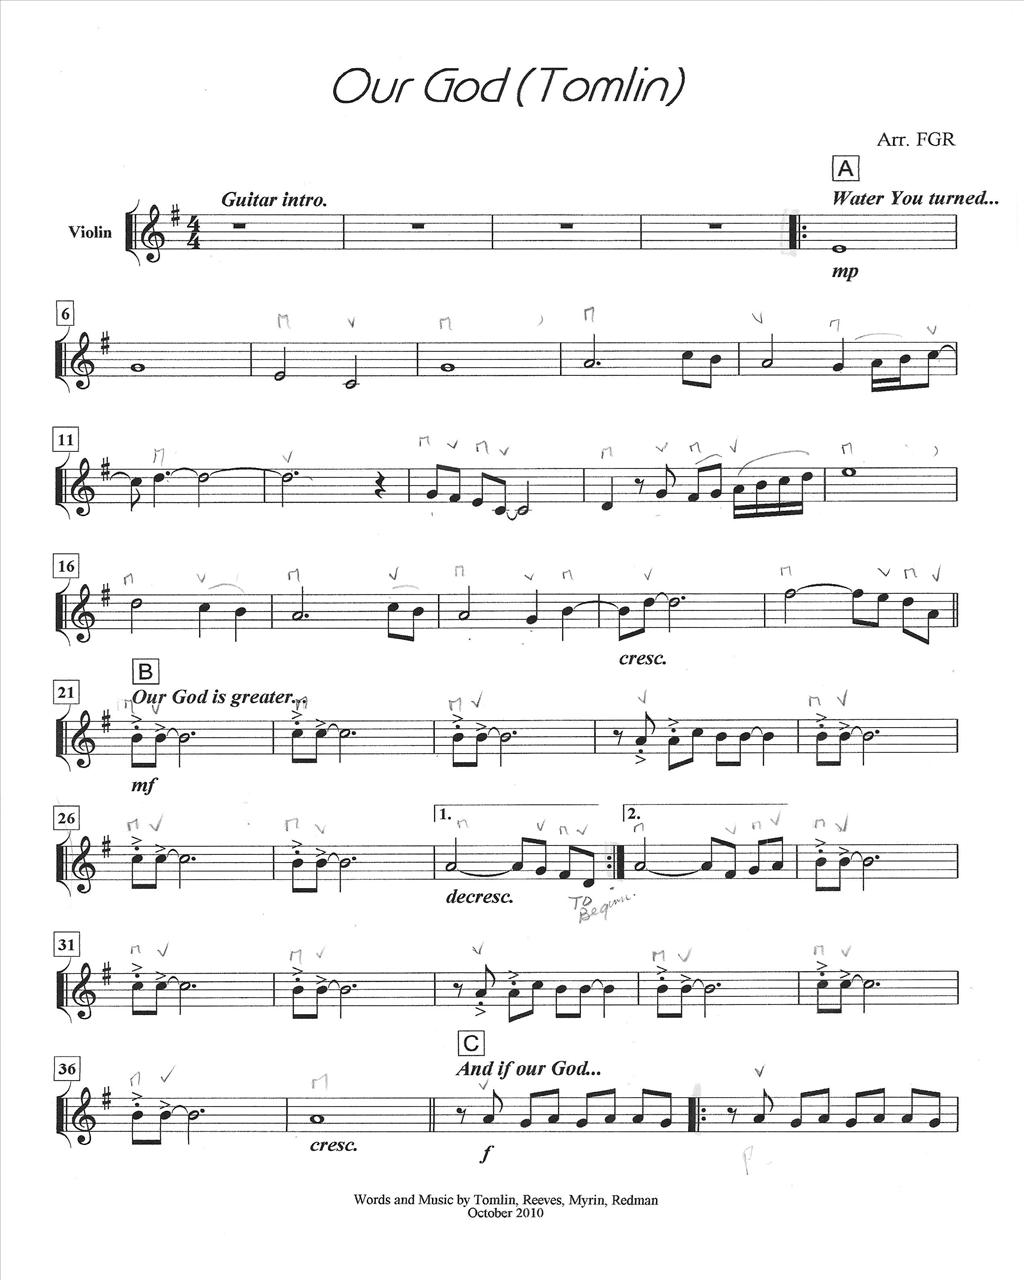 Our God (Tomlin)
Arr. FGR
A
Guitar intro.
Water You turned...
Violin
4
4
mp
6
11
16
cresc.
B
21
Our God is greater...
mf
26
1.
2.
decresc.
TO
Beginn.
31
C
36
And if our God...
cresc.
f
P
Words and Music by Tomlin, Reeves, Myrin, Redman
October 2010